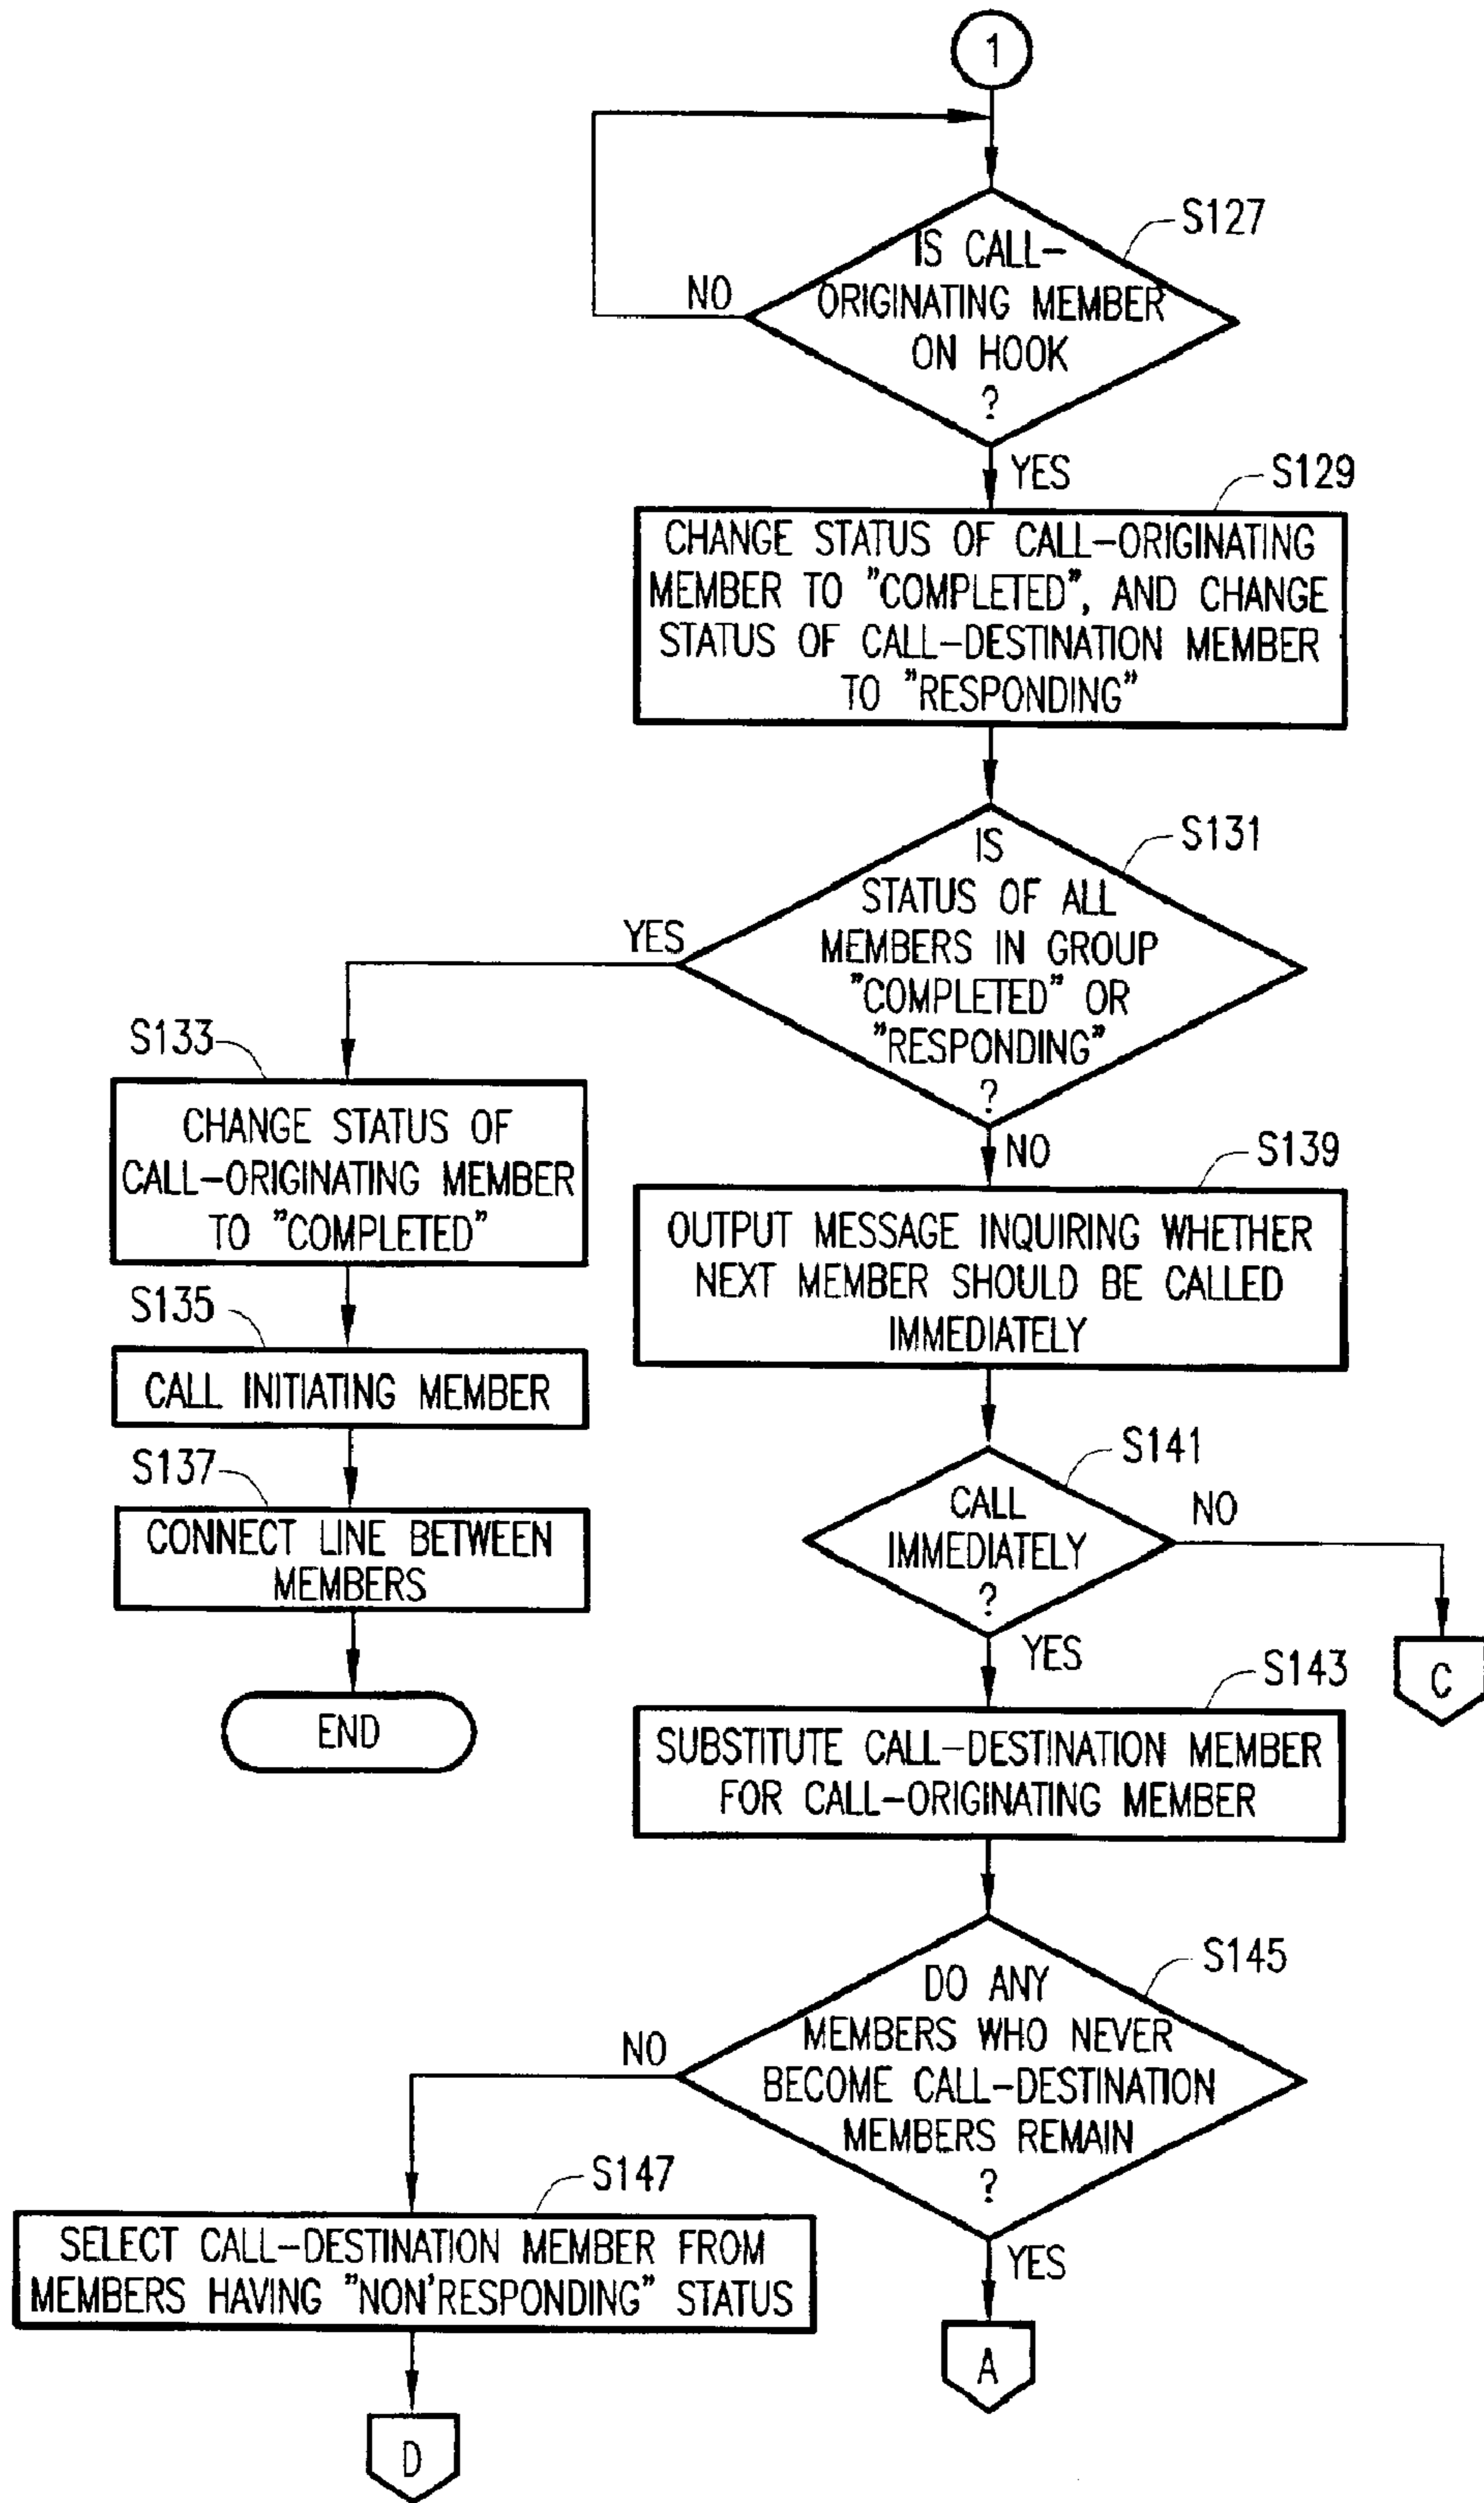 1
S127
IS CALL-
ORIGINATING MEMBER
ON HOOK
?
NO
YES
S129
CHANGE STATUS OF CALL-ORIGINATING
MEMBER TO "COMPLETED", AND CHANGE
STATUS OF CALL-DESTINATION MEMBER
TO "RESPONDING"
S131
IS
STATUS OF ALL
MEMBERS IN GROUP
"COMPLETED" OR
"RESPONDING"
?
YES
NO
S133
CHANGE STATUS OF
CALL-ORIGINATING MEMBER
TO "COMPLETED"
S135
CALL INITIATING MEMBER
S137
CONNECT LINE BETWEEN
MEMBERS
END
S139
OUTPUT MESSAGE INQUIRING WHETHER
NEXT MEMBER SHOULD BE CALLED
IMMEDIATELY
S141
CALL
IMMEDIATELY
?
NO
C
YES
S143
SUBSTITUTE CALL-DESTINATION MEMBER
FOR CALL-ORIGINATING MEMBER
S145
DO ANY
MEMBERS WHO NEVER
BECOME CALL-DESTINATION
MEMBERS REMAIN
?
NO
YES
S147
SELECT CALL-DESTINATION MEMBER FROM
MEMBERS HAVING "NON'RESPONDING" STATUS
A
D